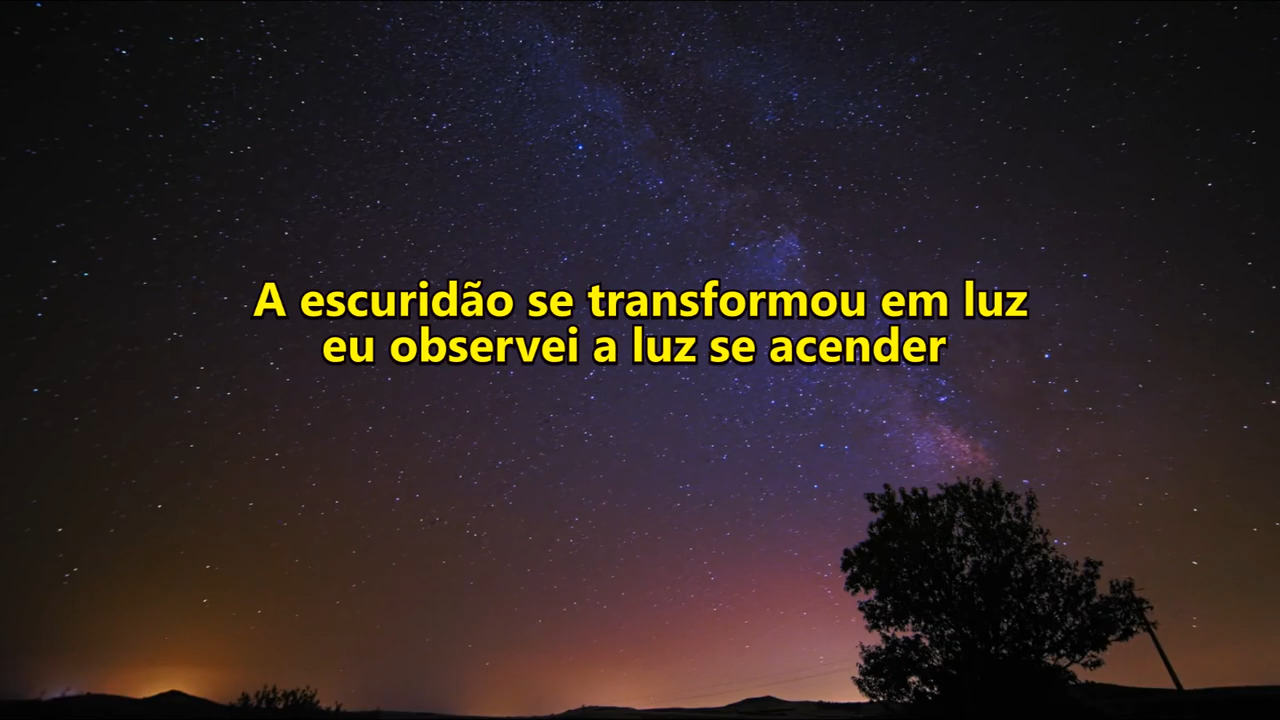 A escuridão se transformou em luz
eu observei a luz se acender